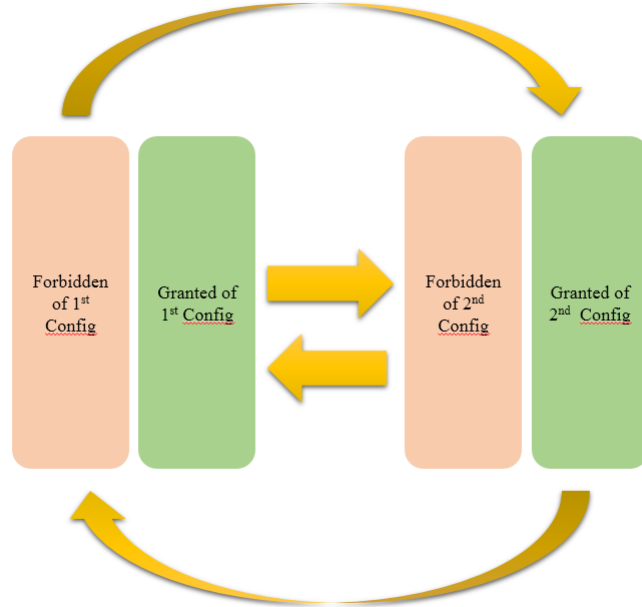 Forbidden
of 1st
Config
Granted of
1st Config
Forbidden
of 2nd
Config
Granted of
2nd Config